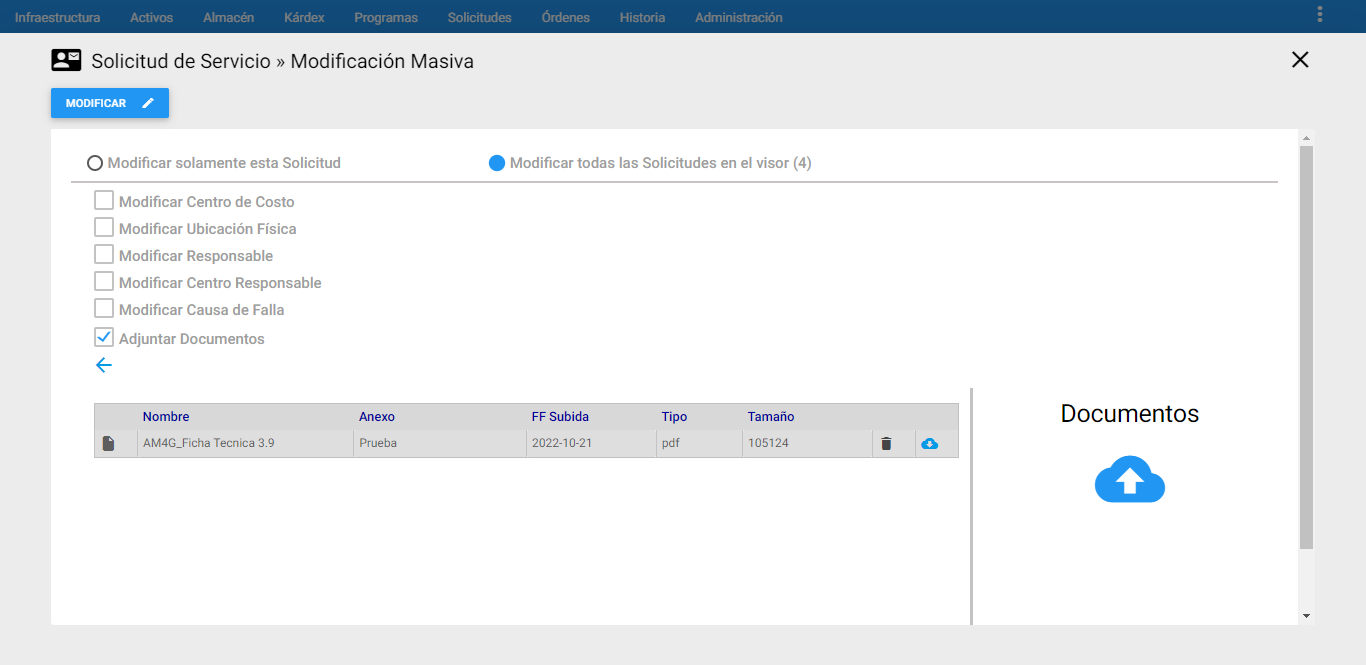 Infraestructura Activos Almacén Kárdex Programas Solicitudes Órdenes Historia Administración
Solicitud de Servicio » Modificación Masiva
MODIFICAR
Modificar solamente esta Solicitud Modificar todas las Solicitudes en el visor (4)
Modificar Centro de Costo
Modificar Ubicación Física
Modificar Responsable
Modificar Centro Responsable
Modificar Causa de Falla
Adjuntar Documentos
Nombre Anexo FF Subida Tipo Tamaño
AM4G_Ficha Tecnica 3.9 Prueba 2022-10-21 pdf 105124
Documentos